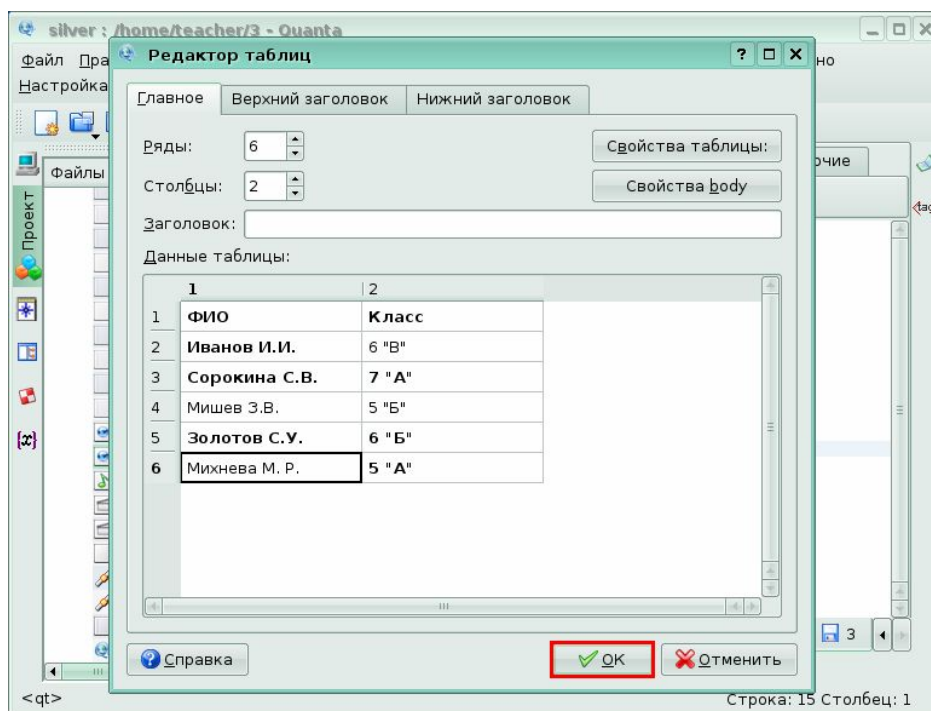 silver : /home/teacher/3 - Quanta
Файл Пра
но
Настройка
Редактор таблиц
Главное Верхний заголовок Нижний заголовок
Ряды: 6 Свойства таблицы:
Столбцы: 2 Свойства body
Заголовок:
Данные таблицы:
1 2
1 ФИО Класс
2 Иванов И.И. 6 "В"
3 Сорокина С.В. 7 "А"
4 Мишев З.В. 5 "Б"
5 Золотов С.У. 6 "Б"
6 Михнева М. Р. 5 "А"
Справка OK Отменить
Файлы
Проект
{x}
очие
3
<qt> Строка: 15 Столбец: 1